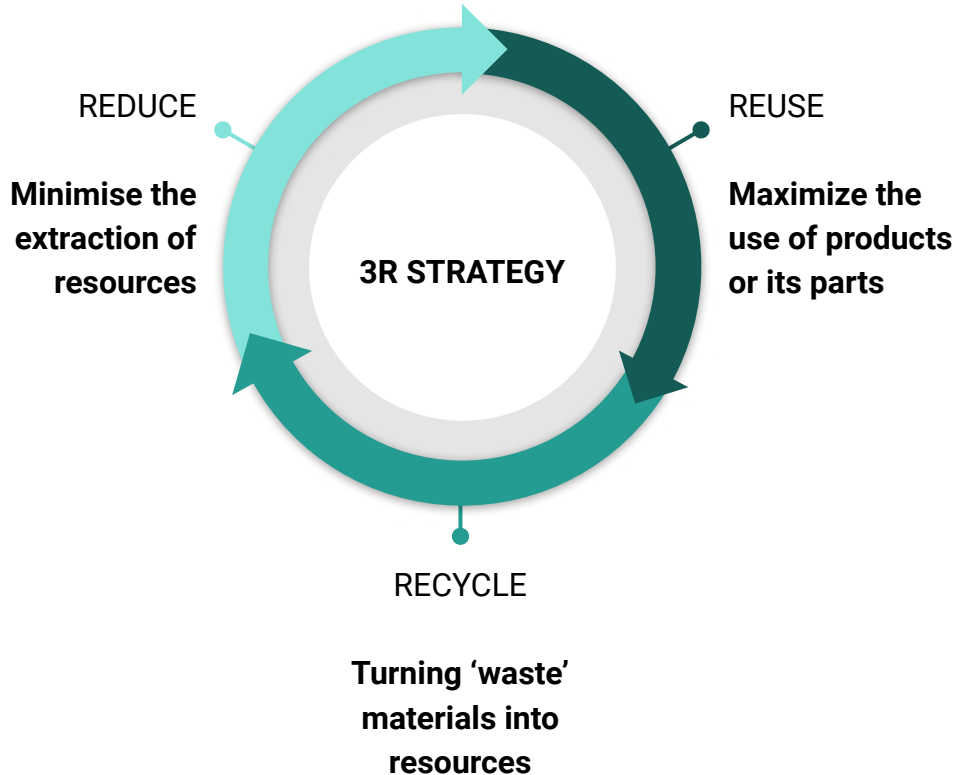 REDUCE
Minimise the
extraction of
resources
3R STRATEGY
REUSE
Maximize the
use of products
or its parts
RECYCLE
Turning ‘waste’
materials into
resources